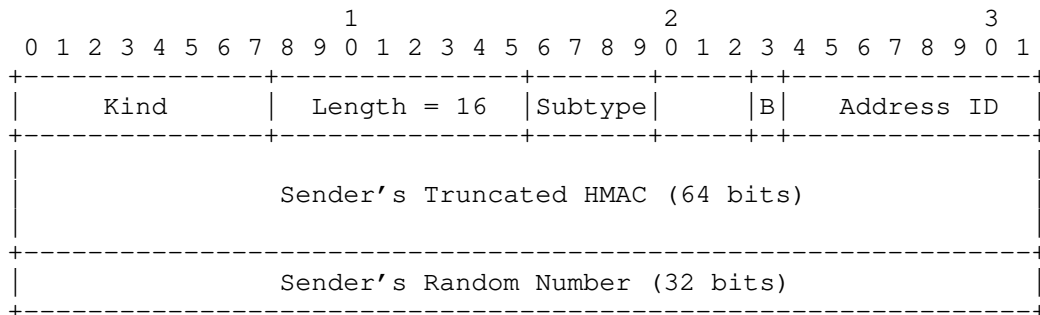 1                   2                   3
 0 1 2 3 4 5 6 7 8 9 0 1 2 3 4 5 6 7 8 9 0 1 2 3 4 5 6 7 8 9 0 1
+---------------+---------------+-------+-----+-+---------------+
|     Kind      |  Length = 16  |Subtype|     |B|   Address ID  |
+---------------+---------------+-------+-----+-+---------------+
|                                                               |
|                Sender's Truncated HMAC (64 bits)              |
|                                                               |
+---------------------------------------------------------------+
|                Sender's Random Number (32 bits)               |
+---------------------------------------------------------------+